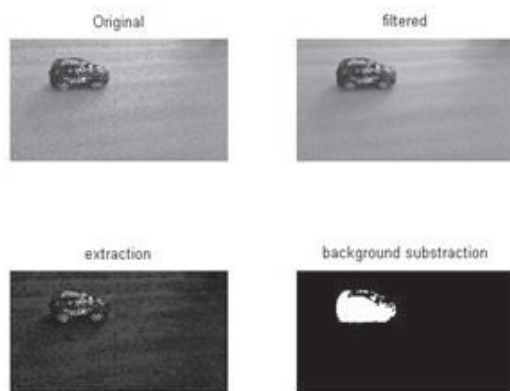 Original
filtered
extraction
background substraction